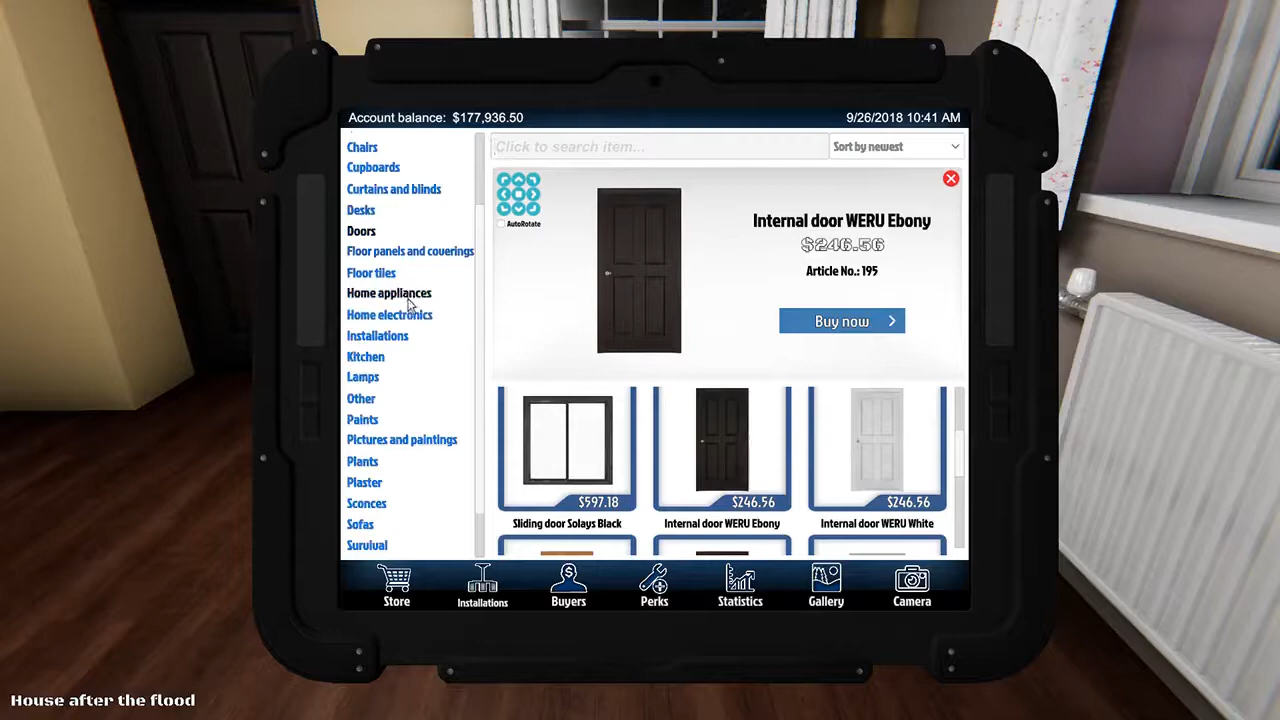 Account balance: $177,936.50
9/26/2018 10:41 AM
Chairs
Cupboards
Curtains and blinds
Desks
Doors
Floor panels and coverings
Floor tiles
Home appliances
Home electronics
Installations
Kitchen
Lamps
Other
Paints
Pictures and paintings
Plants
Plaster
Sconces
Sofas
Survival
Click to search item...
Sort by newest
AutoRotate
Internal door WERU Ebony
$246.56
Article No.: 195
Buy now
$597.18
$246.56
$246.56
Sliding door Solays Black
Internal door WERU Ebony
Internal door WERU White
Store
Installations
Buyers
Perks
Statistics
Gallery
Camera
House after the flood